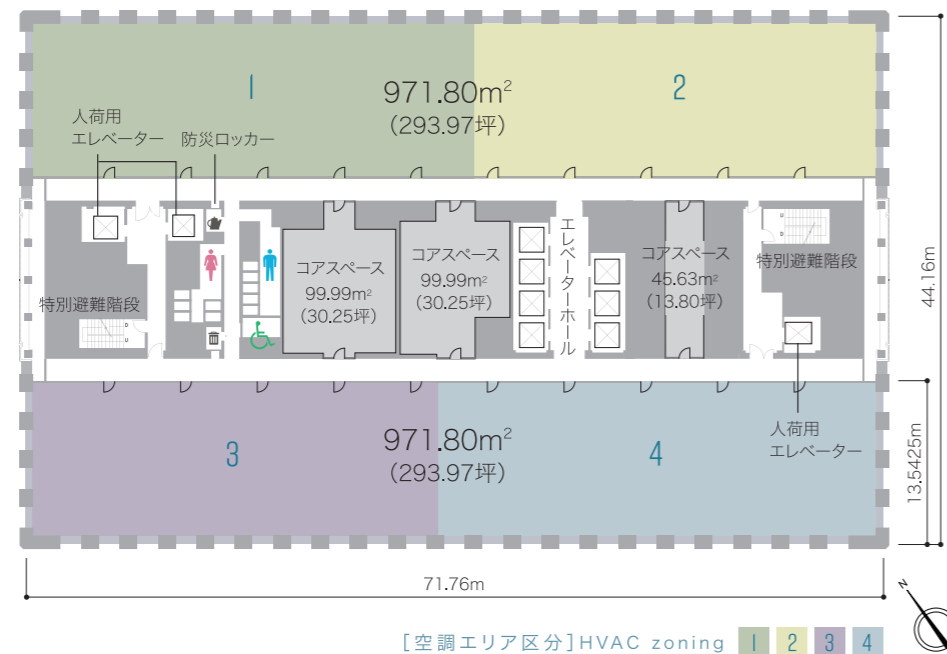 1
971.80m²
（293.97坪）
2
人荷用
エレベーター
防災ロッカー
コアスペース
99.99m²
（30.25坪）
コアスペース
99.99m²
（30.25坪）
エレベーターホール
コアスペース
45.63m²
（13.80坪）
特別避難階段
特別避難階段
44.16m
3
971.80m²
（293.97坪）
4
人荷用
エレベーター
13.5425m
71.76m
N
［空調エリア区分］HVAC zoning 1 2 3 4